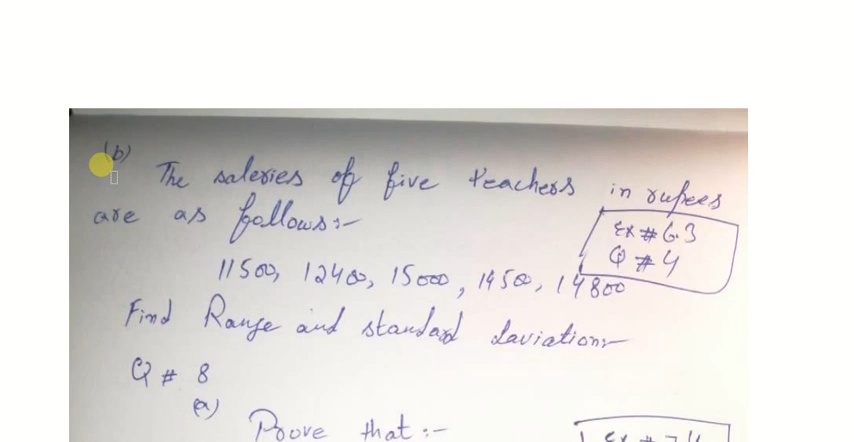 (b)
The saleries of five teachers in rupees
are as follows:-
Ex # 6.3
Q # 4
11500, 12400, 15000, 14500, 14800
Find Range and standard daviation:-
Q # 8
(a)
Prove that :-